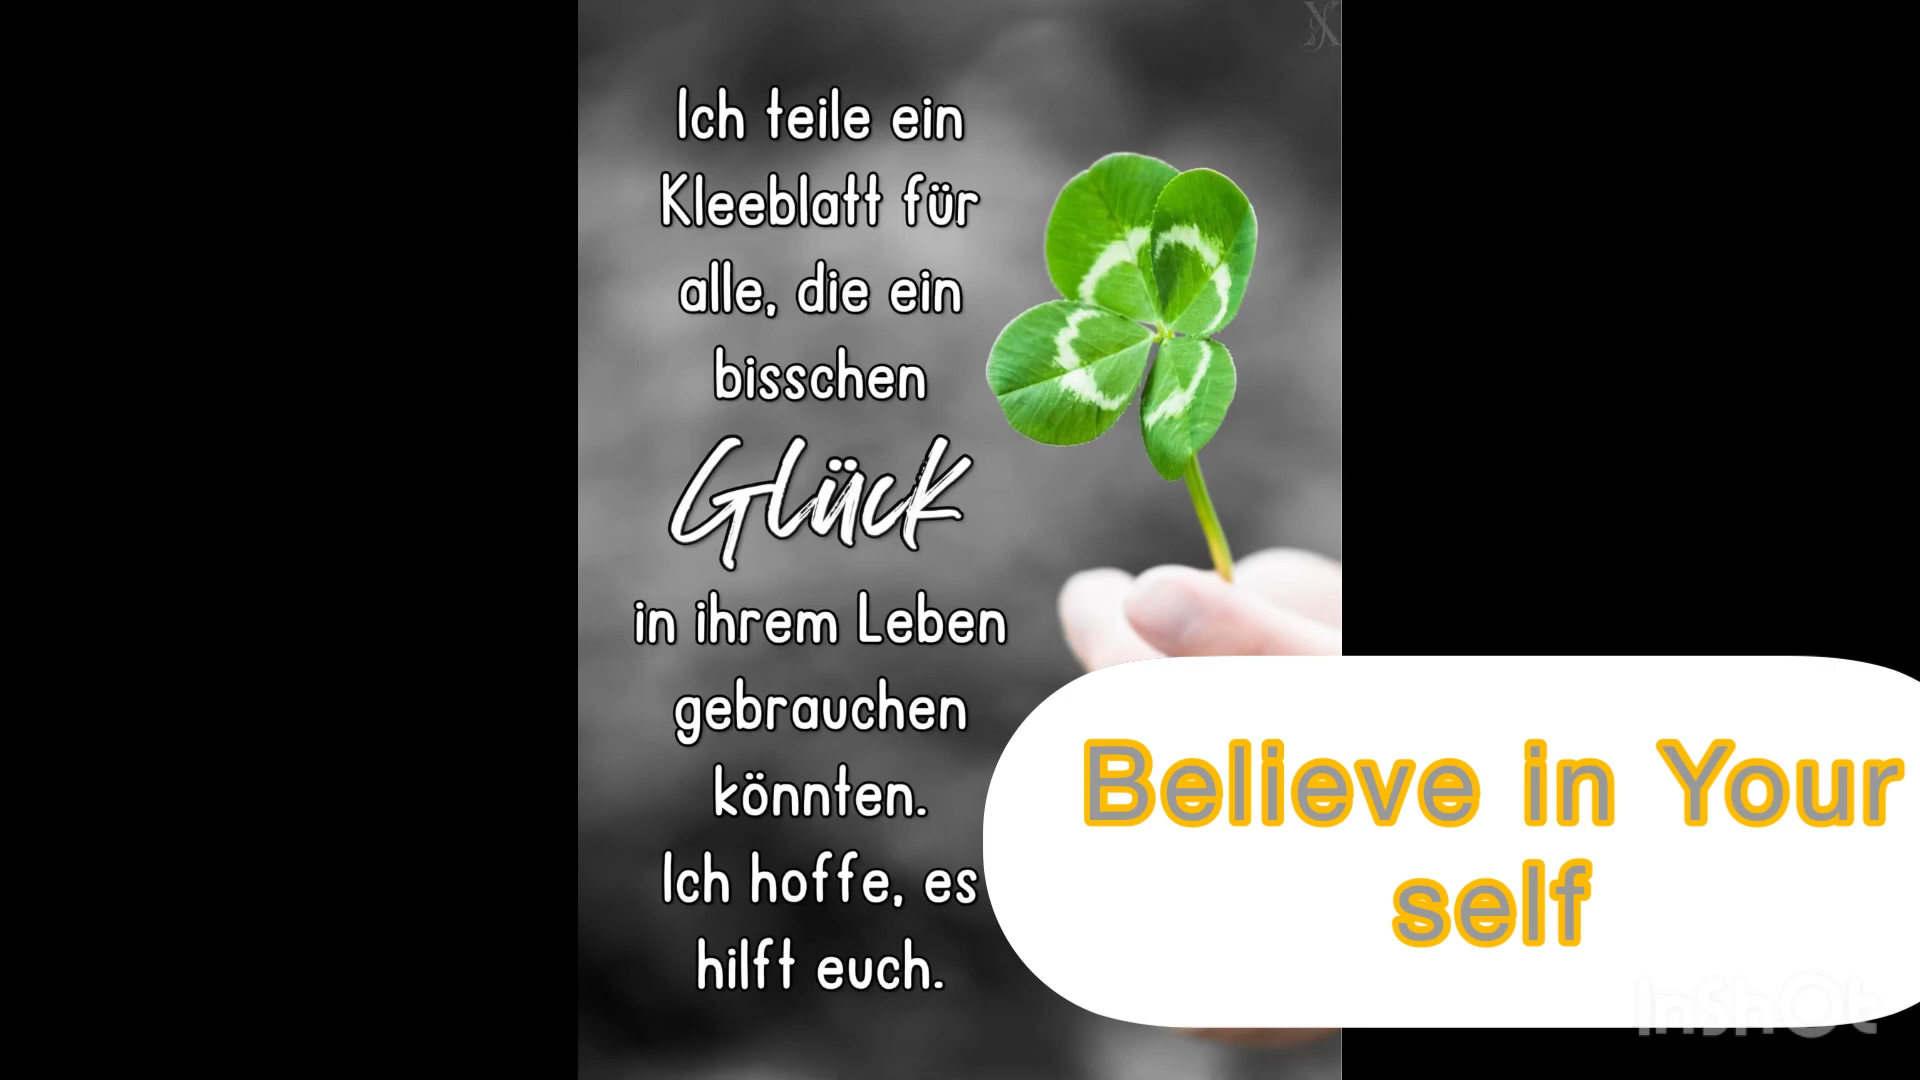 Ich teile ein
Kleeblatt für
alle, die ein
bisschen
Glück
in ihrem Leben
gebrauchen
könnten.
Ich hoffe, es
hilft euch.
Believe in Your
self
InShOt